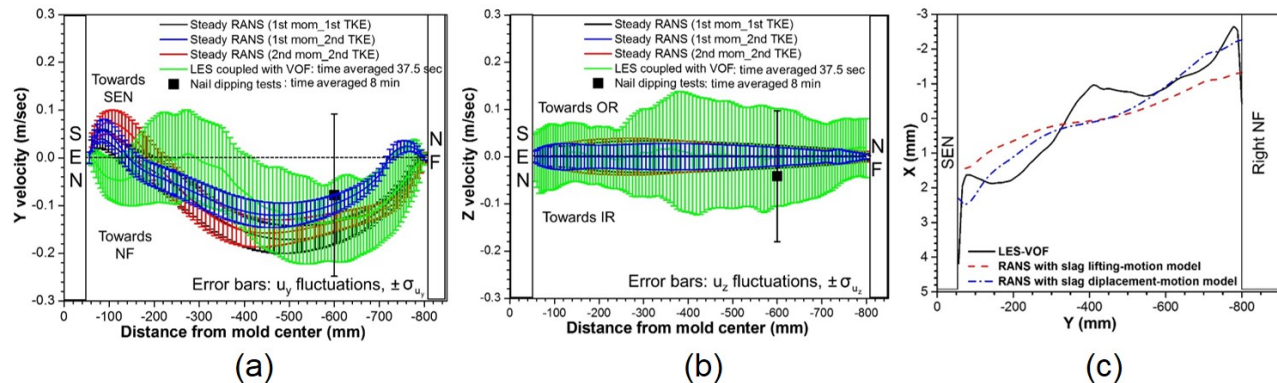 0.3
0.2
0.1
0.0
-0.1
-0.2
-0.3
Y velocity (m/sec)
Steady RANS (1st mom_1st TKE)
Steady RANS (1st mom_2nd TKE)
Steady RANS (2nd mom_2nd TKE)
LES coupled with VOF: time averaged 37.5 sec
Nail dipping tests : time averaged 8 min
Towards
SEN
S
E
N
N
F
Towards
NF
Error bars: u_y fluctuations, ± σ_{u_y}
0 -100 -200 -300 -400 -500 -600 -700 -800
Distance from mold center (mm)
(a)
0.3
0.2
0.1
0.0
-0.1
-0.2
-0.3
Z velocity (m/sec)
Steady RANS (1st mom_1st TKE)
Steady RANS (1st mom_2nd TKE)
Steady RANS (2nd mom_2nd TKE)
LES coupled with VOF : time averaged 37.5 sec
Nail dipping tests : time averaged 8 min
Towards OR
S
E
N
N
F
Towards IR
Error bars: u_z fluctuations, ± σ_{u_z}
0 -100 -200 -300 -400 -500 -600 -700 -800
Distance from mold center (mm)
(b)
-3
-2
-1
0
1
2
3
4
5
X (mm)
SEN
Right NF
LES-VOF
RANS with slag lifting-motion model
RANS with slag diplacement-motion model
0 -200 -400 -600 -800
Y (mm)
(c)